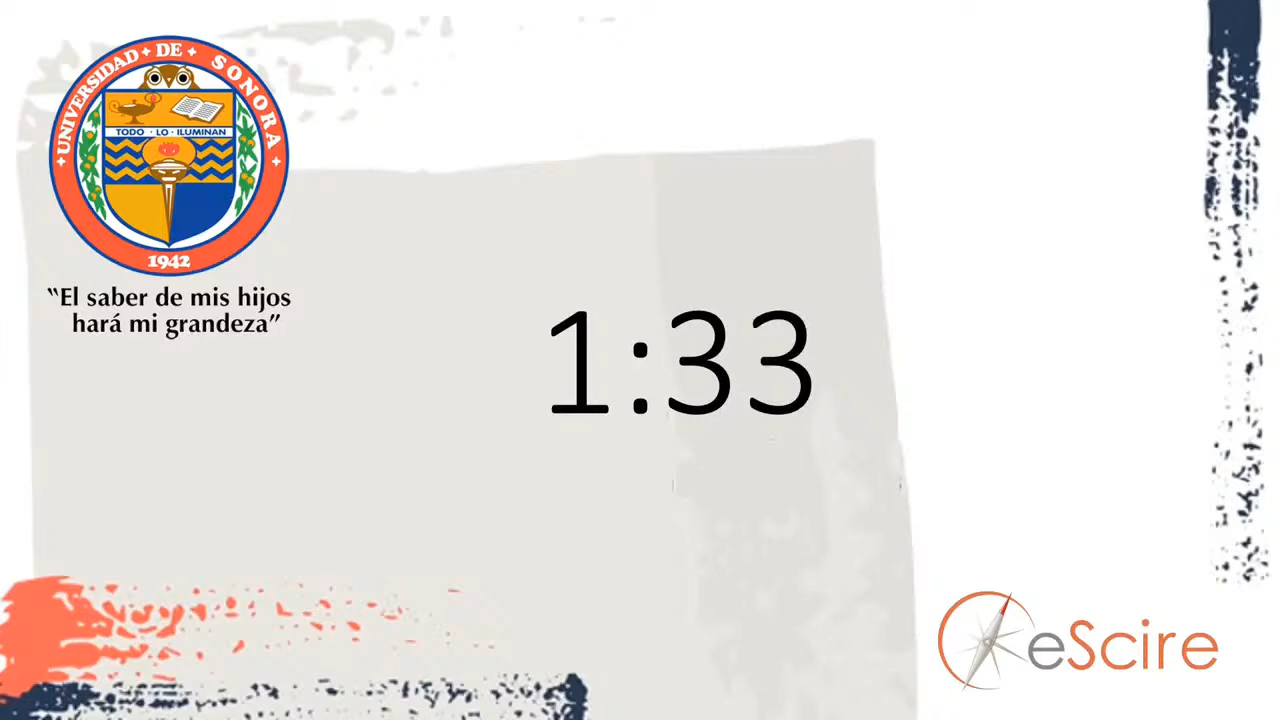 UNIVERSIDAD + DE + SONORA
TODO · LO · ILUMINAN
1942
"El saber de mis hijos
hará mi grandeza"
1:33
eScire